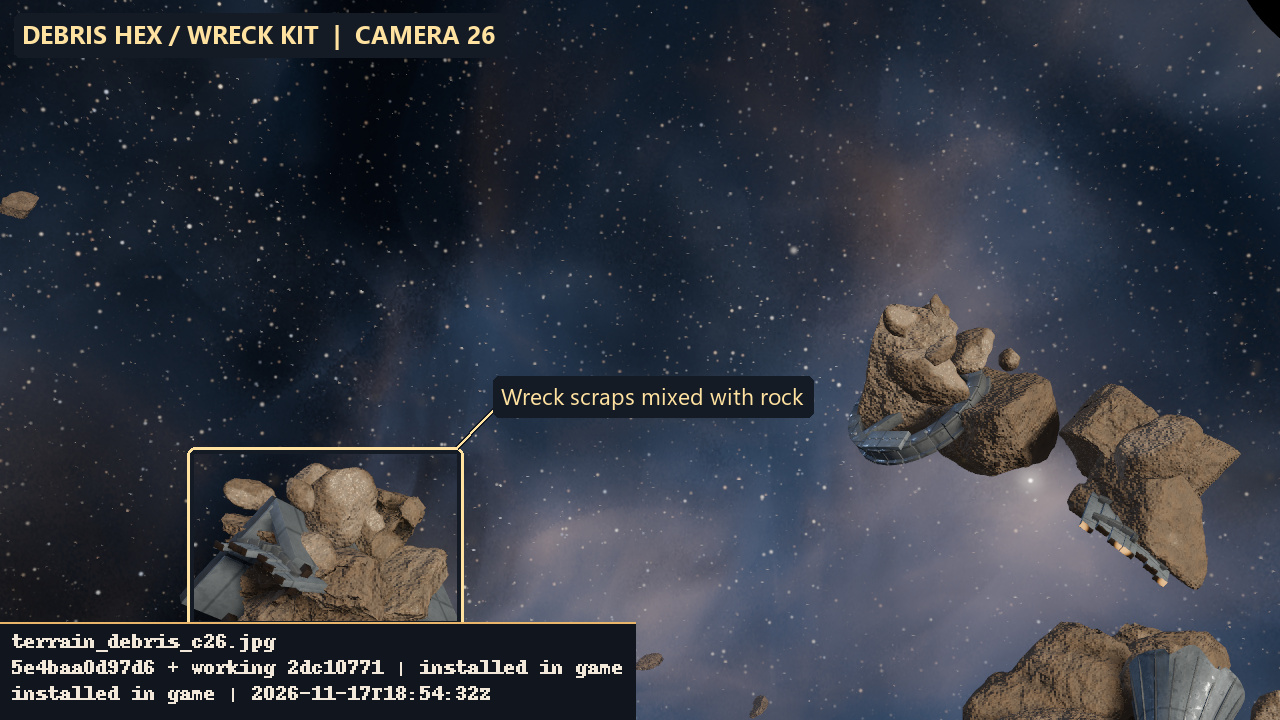 DEBRIS HEX / WRECK KIT | CAMERA 26
Wreck scraps mixed with rock
terrain_debris_c26.jpg
5e4baa0d97d6 + working 2dc10771 | installed in game
installed in game | 2026-11-17T18:54:32Z